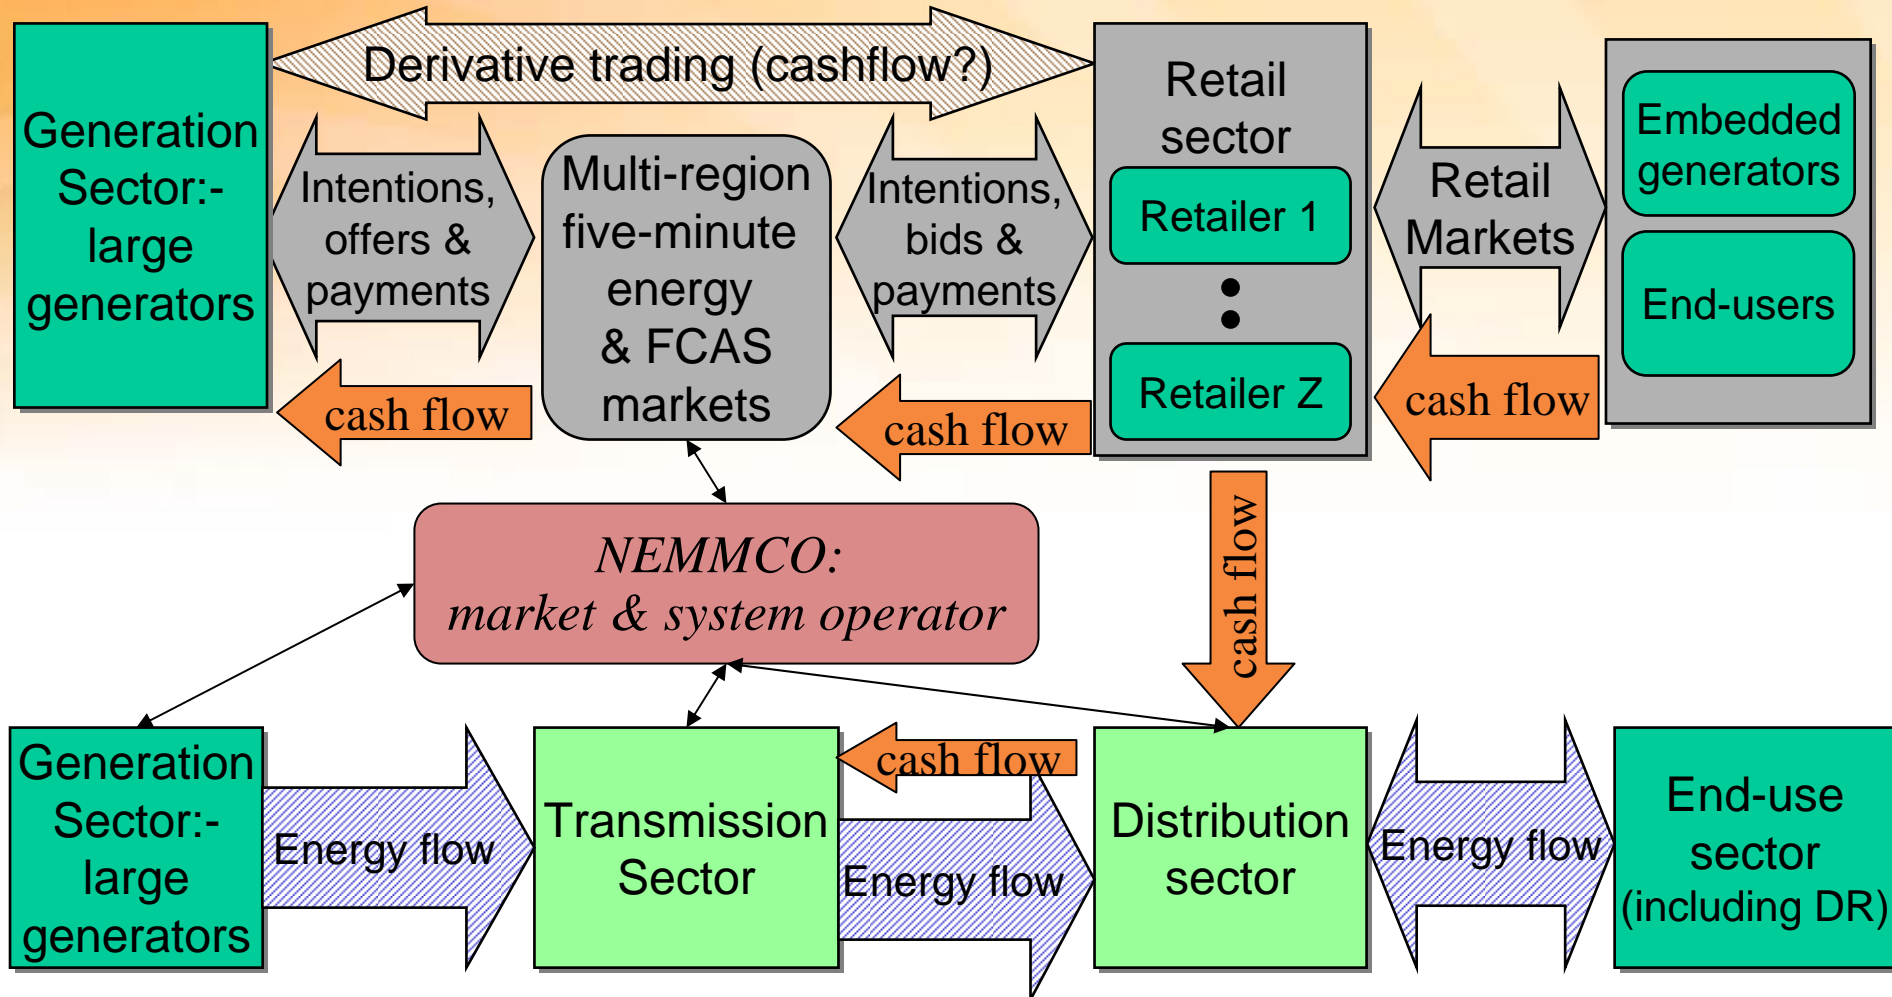 Derivative trading (cashflow?)
Generation
Sector:-
large
generators
Intentions,
offers &
payments
Multi-region
five-minute
energy
& FCAS
markets
Intentions,
bids &
payments
Retail
sector
Retailer 1
Retailer Z
Retail
Markets
Embedded
generators
End-users
cash flow
cash flow
cash flow
cash flow
NEMMCO:
market & system operator
Generation
Sector:-
large
generators
Energy flow
Transmission
Sector
cash flow
Energy flow
Distribution
sector
Energy flow
End-use
sector
(including DR)